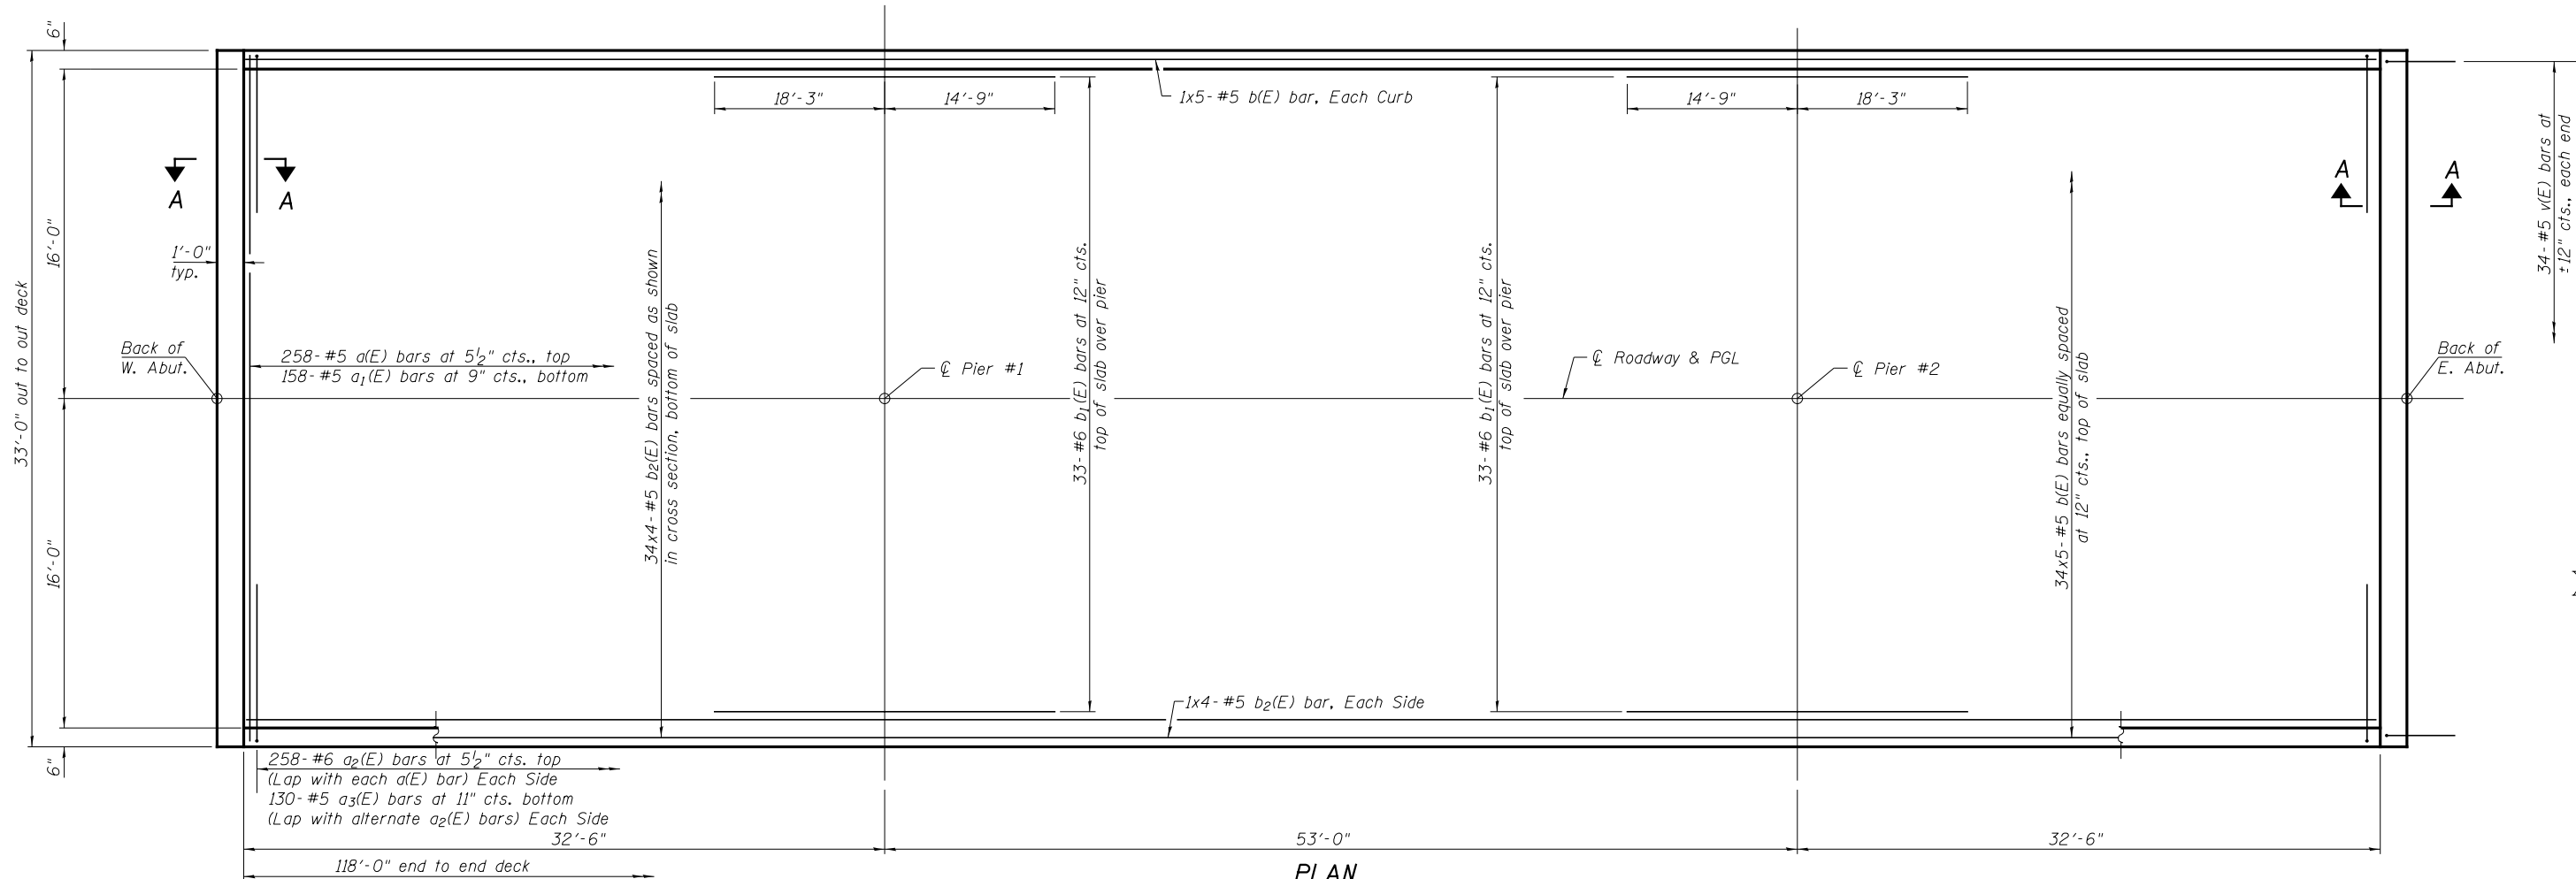 6"
33'-0" out to out deck
16'-0"
16'-0"
6"
A
A
1'-0"
typ.
Back of
W. Abut.
18'-3"
14'-9"
1x5-#5 b(E) bar, Each Curb
14'-9"
18'-3"
A
A
34-#5 v(E) bars at
±12" cts., each end
258-#5 a(E) bars at 5½" cts., top
158-#5 a₁(E) bars at 9" cts., bottom
34x4-#5 b₂(E) bars spaced as shown
in cross section, bottom of slab
℄ Pier #1
33-#6 b₁(E) bars at 12" cts.
top of slab over pier
33-#6 b₁(E) bars at 12" cts.
top of slab over pier
℄ Roadway & PGL
℄ Pier #2
34x5-#5 b(E) bars equally spaced
at 12" cts., top of slab
Back of
E. Abut.
1x4-#5 b₂(E) bar, Each Side
258-#6 a₂(E) bars at 5½" cts. top
(Lap with each a(E) bar) Each Side
130-#5 a₃(E) bars at 11" cts. bottom
(Lap with alternate a₂(E) bars) Each Side
32'-6"
53'-0"
32'-6"
118'-0" end to end deck
PLAN